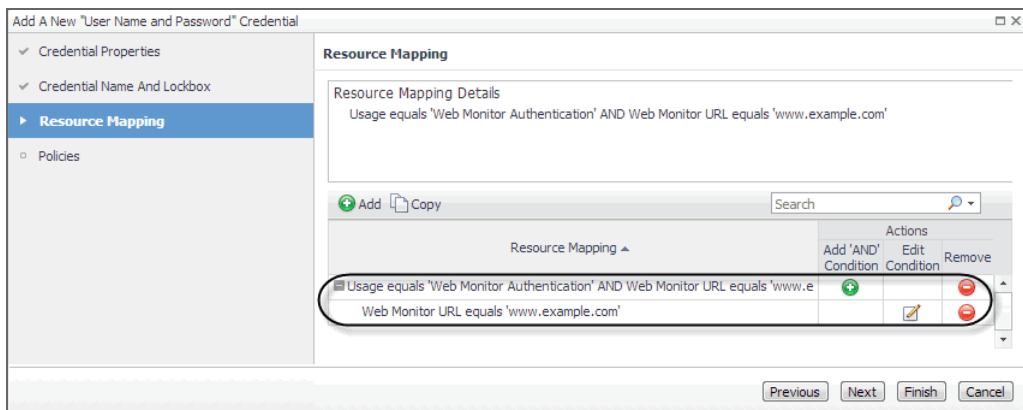 Add A New "User Name and Password" Credential
Credential Properties
Credential Name And Lockbox
Resource Mapping
Policies
Resource Mapping
Resource Mapping Details
Usage equals 'Web Monitor Authentication' AND Web Monitor URL equals 'www.example.com'
Add Copy
Search
Resource Mapping
Actions
Add 'AND' Condition
Edit Condition
Remove
Usage equals 'Web Monitor Authentication' AND Web Monitor URL equals 'www.e
Web Monitor URL equals 'www.example.com'
Previous Next Finish Cancel